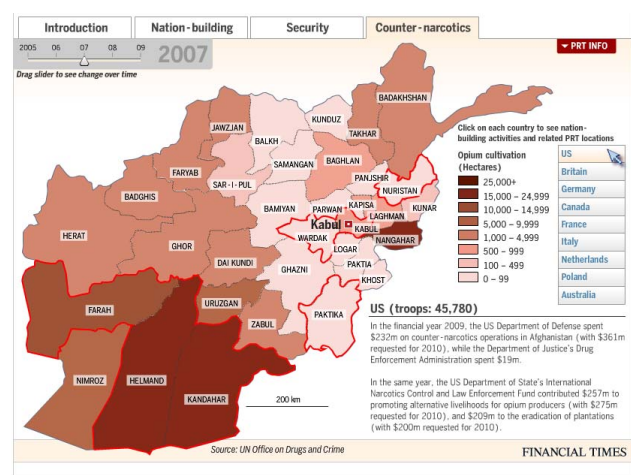 Introduction
Nation-building
Security
Counter-narcotics
2005 06 07 08 09
2007
PRT INFO
Drag slider to see change over time
BADAKHSHAN
KUNDUZ
JAWZJAN
TAKHAR
BALKH
Click on each country to see nation-
building activities and related PRT locations
SAMANGAN
BAGHLAN
FARYAB
SAR-I-PUL
PANJSHIR
NURISTAN
BADGHIS
BAMIYAN
PARWAN
KAPISA
KUNAR
LAGHMAN
Kabul
KABUL
HERAT
WARDAK
NANGAHAR
GHOR
LOGAR
DAI KUNDI
GHAZNI
PAKTIA
KHOST
URUZGAN
FARAH
PAKTIKA
ZABUL
NIMROZ
HELMAND
KANDAHAR
200 km
Opium cultivation
(Hectares)
25,000+
15,000 - 24,999
10,000 - 14,999
5,000 - 9,999
1,000 - 4,999
500 - 999
100 - 499
0 - 99
US
Britain
Germany
Canada
France
Italy
Netherlands
Poland
Australia
US (troops: 45,780)
In the financial year 2009, the US Department of Defense spent
$232m on counter-narcotics operations in Afghanistan (with $361m
requested for 2010), while the Department of Justice's Drug
Enforcement Administration spent $19m.
In the same year, the US Department of State's International
Narcotics Control and Law Enforcement Fund contributed $257m to
promoting alternative livelihoods for opium producers (with $275m
requested for 2010), and $209m to the eradication of plantations
(with $200m requested for 2010).
Source: UN Office on Drugs and Crime
FINANCIAL TIMES